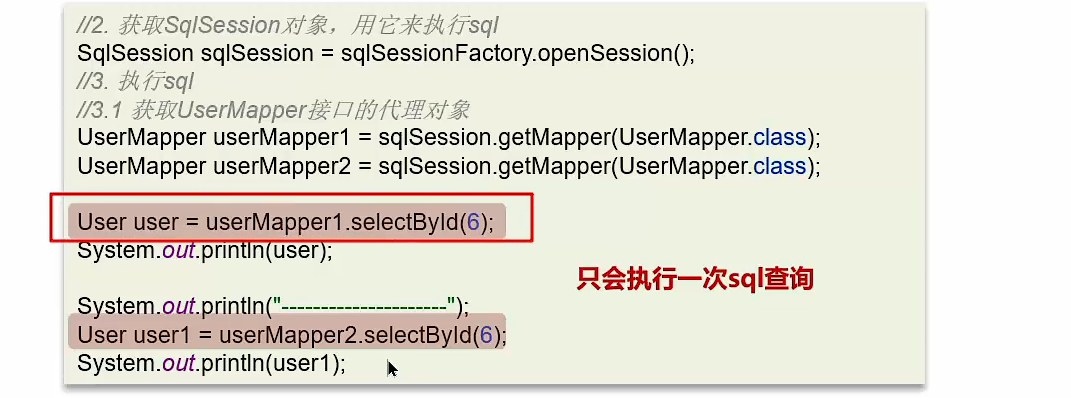 //2. 获取SqlSession对象，用它来执行sql
SqlSession sqlSession = sqlSessionFactory.openSession();
//3. 执行sql
//3.1 获取UserMapper接口的代理对象
UserMapper userMapper1 = sqlSession.getMapper(UserMapper.class);
UserMapper userMapper2 = sqlSession.getMapper(UserMapper.class);
User user = userMapper1.selectById(6);
System.out.println(user);
只会执行一次sql查询
System.out.println("---------------------");
User user1 = userMapper2.selectById(6);
System.out.println(user1);